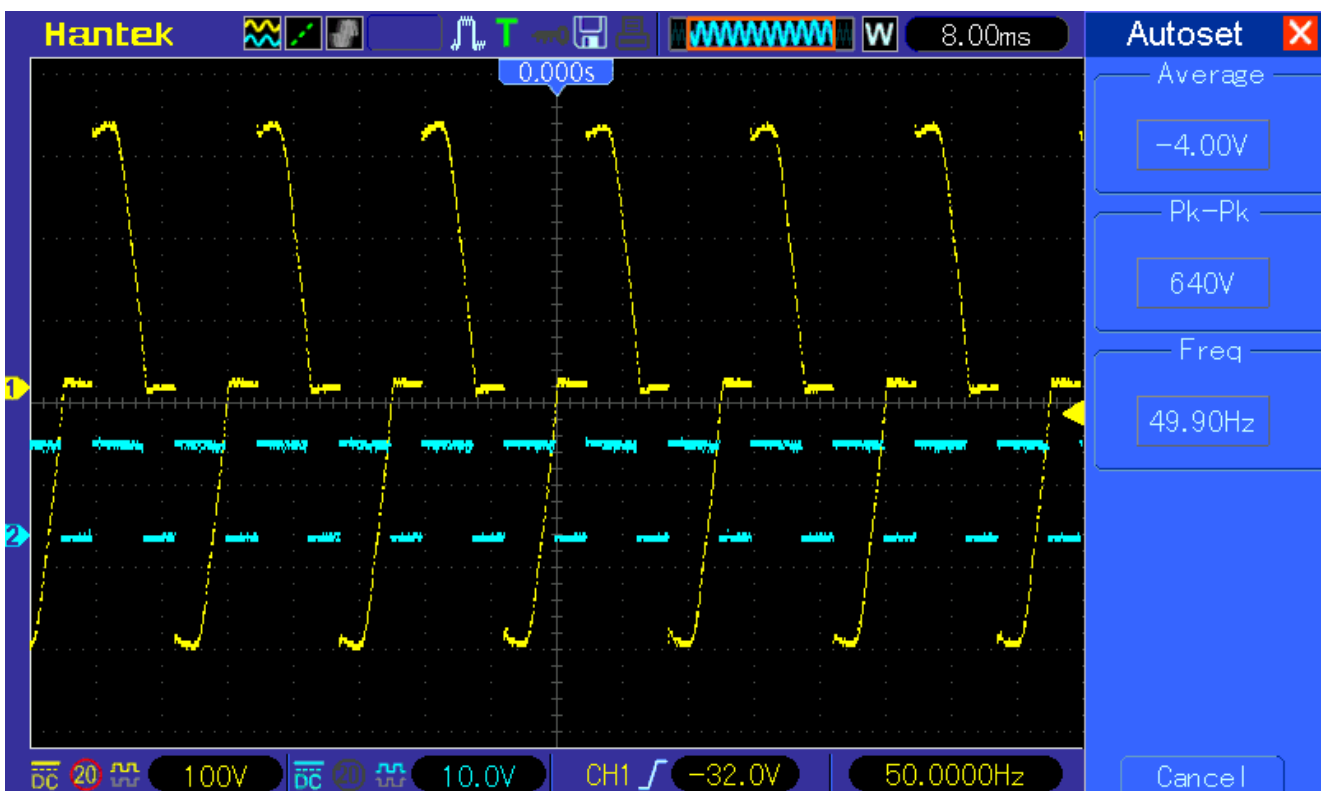 Hantek T W 8.00ms
0.000s
Autoset
Average
-4.00V
Pk-Pk
640V
Freq
49.90Hz
1
2
DC 20 100V DC 20 10.0V CH1 -32.0V 50.0000Hz
Cancel